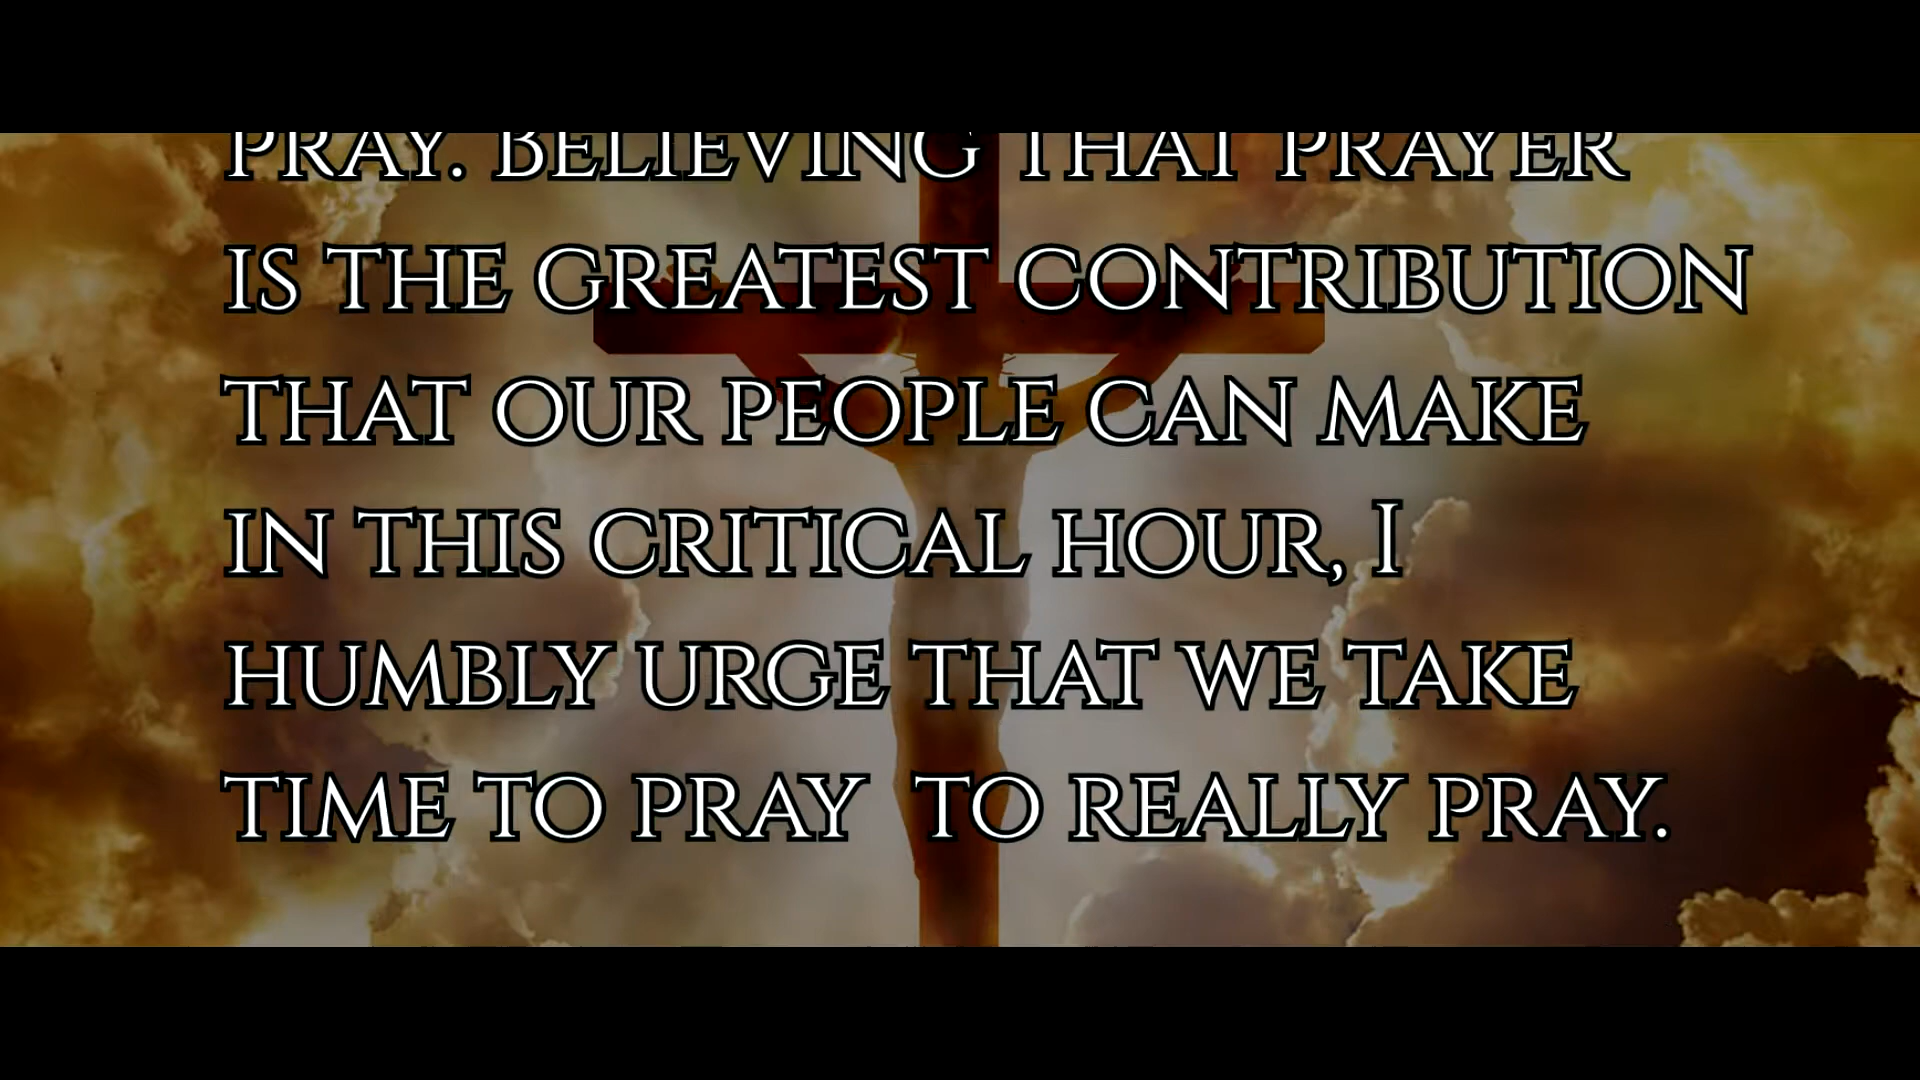 PRAY. BELIEVING THAT PRAYER
IS THE GREATEST CONTRIBUTION
THAT OUR PEOPLE CAN MAKE
IN THIS CRITICAL HOUR, I
HUMBLY URGE THAT WE TAKE
TIME TO PRAY TO REALLY PRAY.